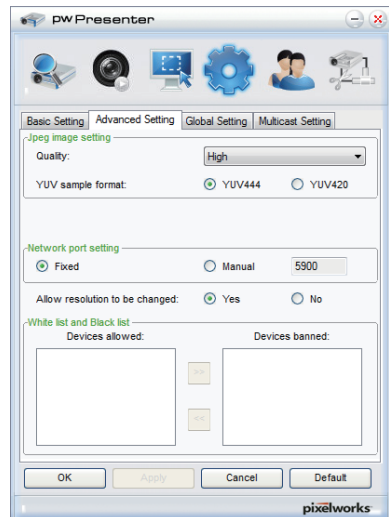 pwPresenter
Basic Setting Advanced Setting Global Setting Multicast Setting
Jpeg image setting
Quality: High
YUV sample format: YUV444 YUV420
Network port setting
Fixed Manual 5900
Allow resolution to be changed: Yes No
White list and Black list
Devices allowed: Devices banned:
>>
<<
OK Apply Cancel Default
pixelworks